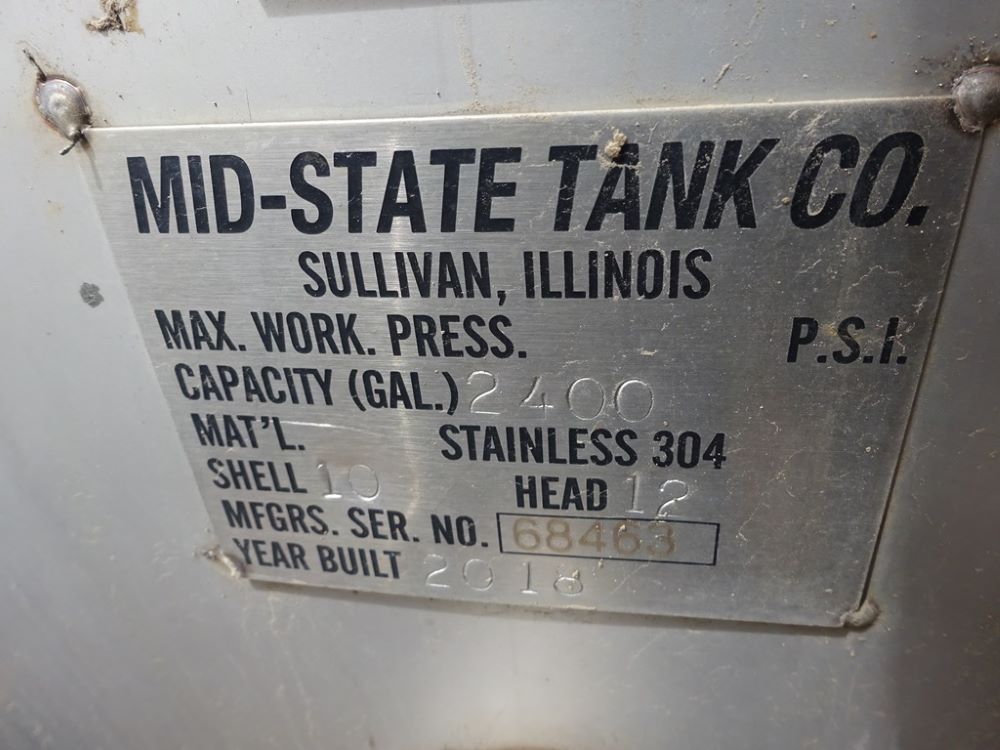 MID-STATE TANK CO.
SULLIVAN, ILLINOIS
MAX. WORK. PRESS. P.S.I.
CAPACITY (GAL.) 2400
MAT'L. STAINLESS 304
SHELL 10 HEAD 12
MFGRS. SER. NO. 68463
YEAR BUILT 2018